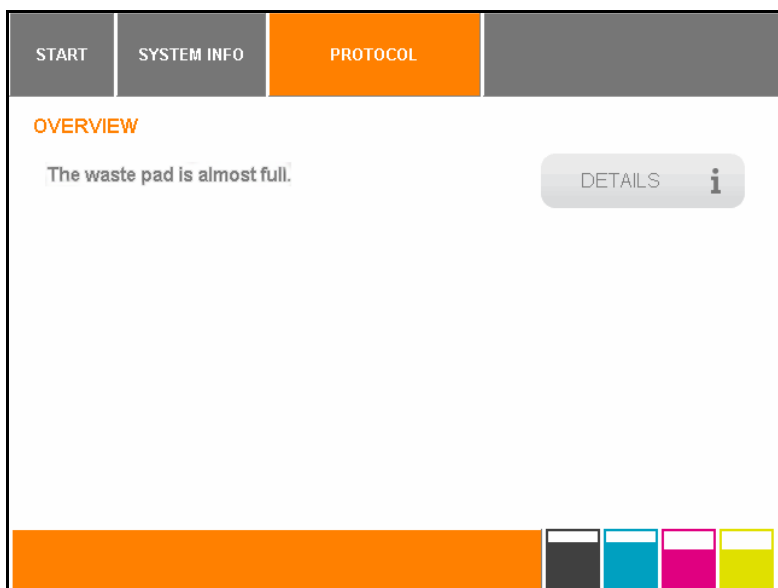 START SYSTEM INFO PROTOCOL
OVERVIEW
The waste pad is almost full.
DETAILS i